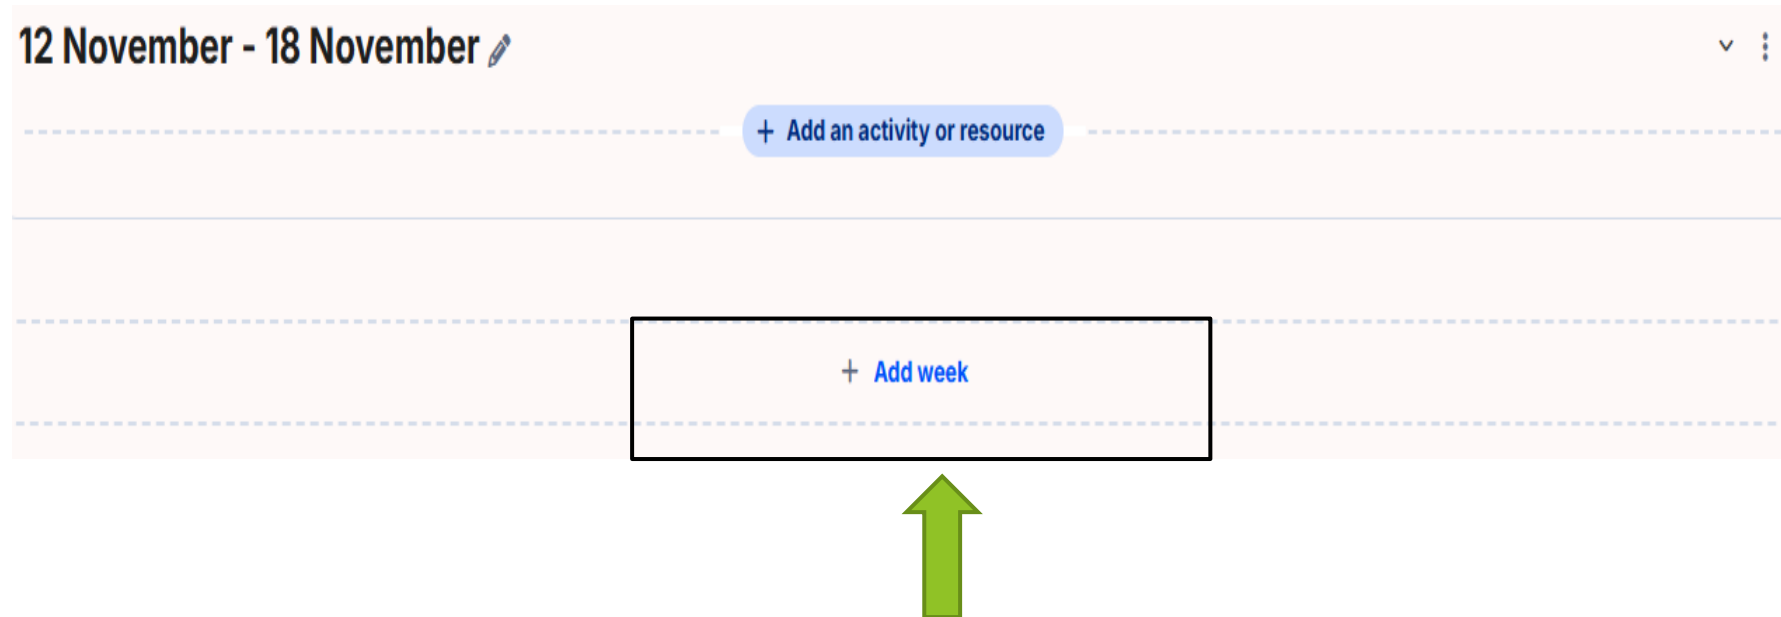 12 November - 18 November
+ Add an activity or resource
+ Add week